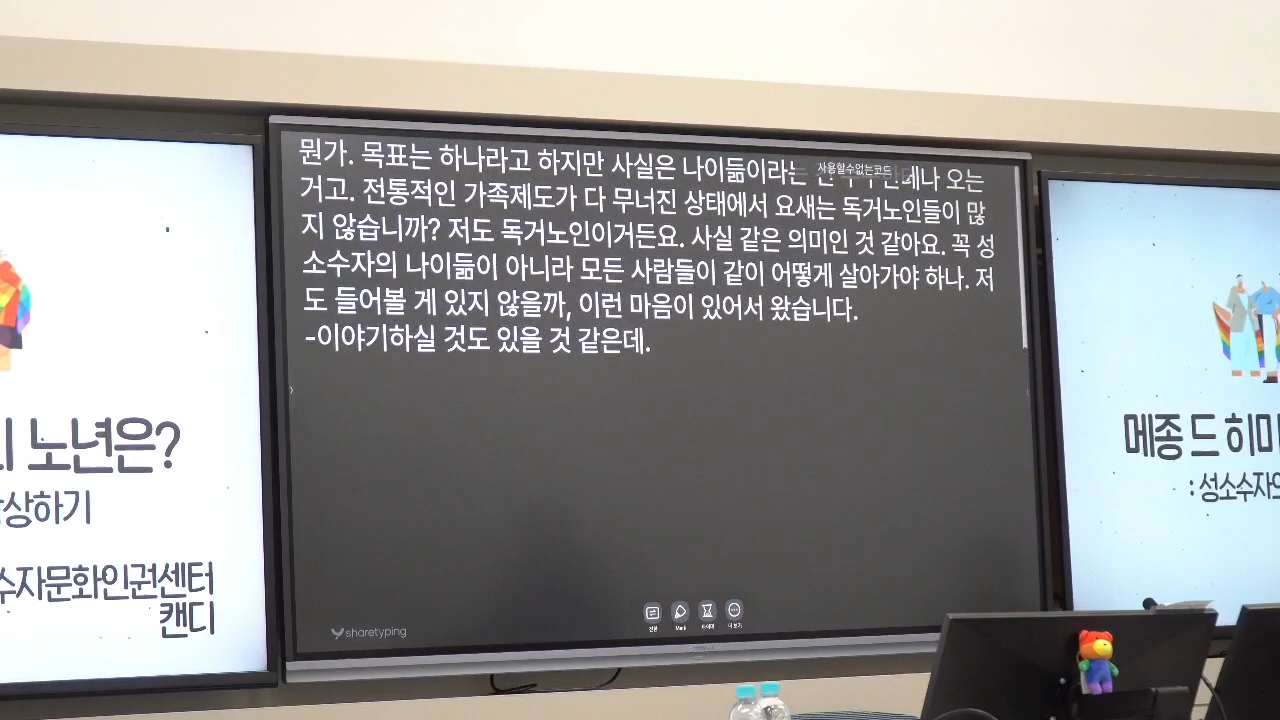 뭔가. 목표는 하나라고 하지만 사실은 나이듦이라는 오는
사용할수없는코드
거고. 전통적인 가족제도가 다 무너진 상태에서 요새는 독거노인들이 많
지 않습니까? 저도 독거노인이거든요. 사실 같은 의미인 것 같아요. 꼭 성
소수자의 나이듦이 아니라 모든 사람들이 같이 어떻게 살아가야 하나. 저
도 들어볼 게 있지 않을까, 이런 마음이 있어서 왔습니다.
-이야기하실 것도 있을 것 같은데.
sharetyping
노년은?
상하기
수자문화인권센터
캔디
메종 드 히미
: 성소수자의